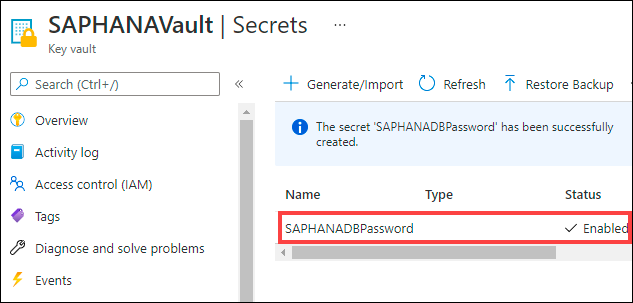 SAPHANAVault | Secrets ...
Key vault
Search (Ctrl+/)
«
Generate/Import
Refresh
Restore Backup
Overview
Activity log
Access control (IAM)
Tags
Diagnose and solve problems
Events
The secret 'SAPHANADBPassword' has been successfully
created.
Name Type Status
SAPHANADBPassword Enabled